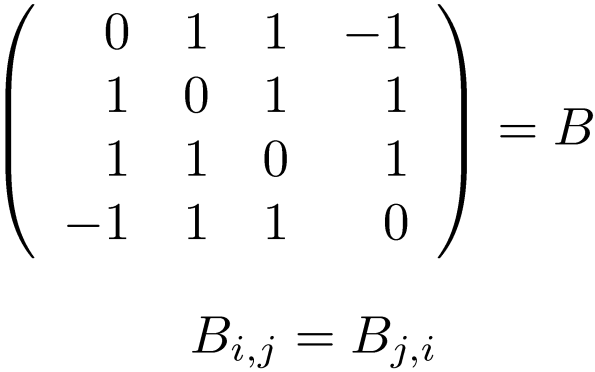 0 1 1 −1
1 0 1 1
1 1 0 1
−1 1 1 0
= B
B_{i,j} = B_{j,i}